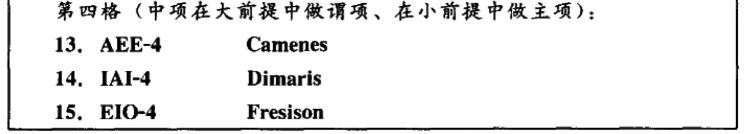 第四格（中项在大前提中做谓项、在小前提中做主项）：
13. AEE-4 Camenes
14. IAI-4 Dimaris
15. EIO-4 Fresison